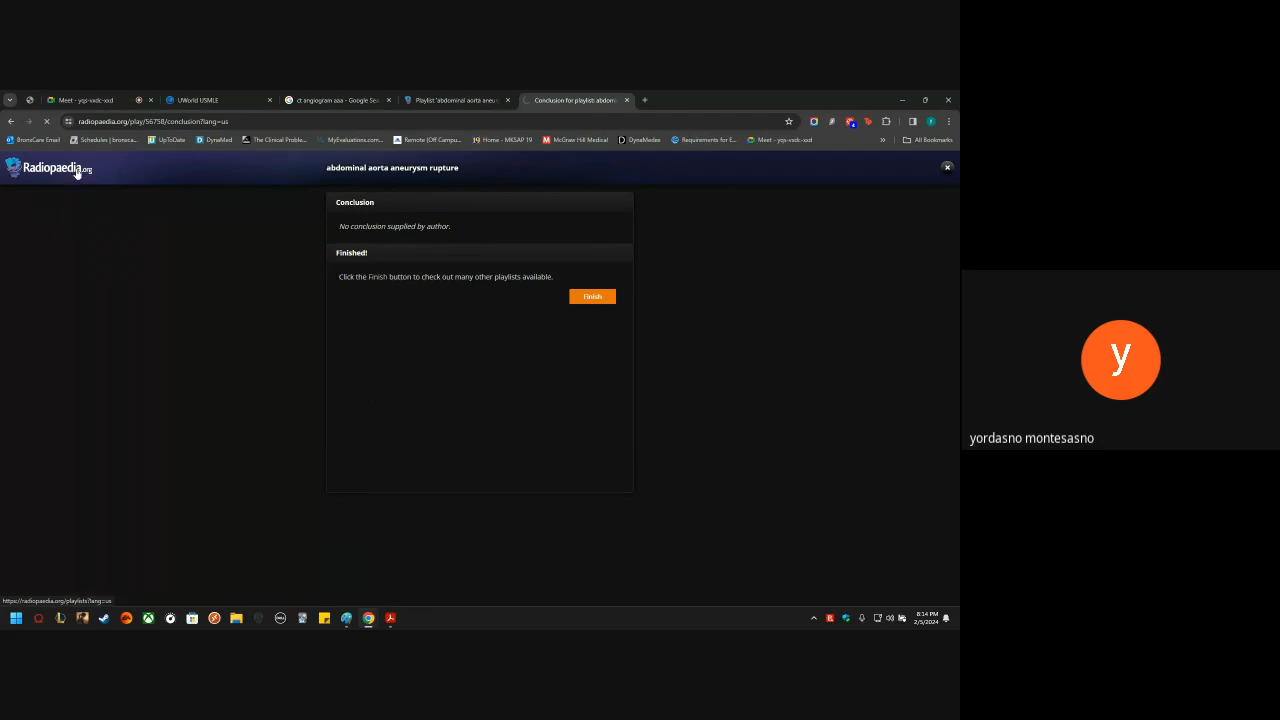 Meet - yqs-vxdc-xxd
UWorld USMLE
ct angiogram aaa - Google Sea
Playlist 'abdominal aorta aneu
Conclusion for playlist: abdom
radiopaedia.org/play/56758/conclusion?lang=us
BronxCare Email
Schedules | bronxca...
UpToDate
DynaMed
The Clinical Proble...
MyEvaluations.com...
Remote (Off Campu...
Home - MKSAP 19
McGraw Hill Medical
DynaMedex
Requirements for E...
Meet - yqs-vxdc-xxd
All Bookmarks
Radiopaedia.org
abdominal aorta aneurysm rupture
Conclusion
No conclusion supplied by author.
Finished!
Click the Finish button to check out many other playlists available.
Finish
y
yordasno montesasno
https://radiopaedia.org/playlists?lang=us
8:14 PM
2/5/2024